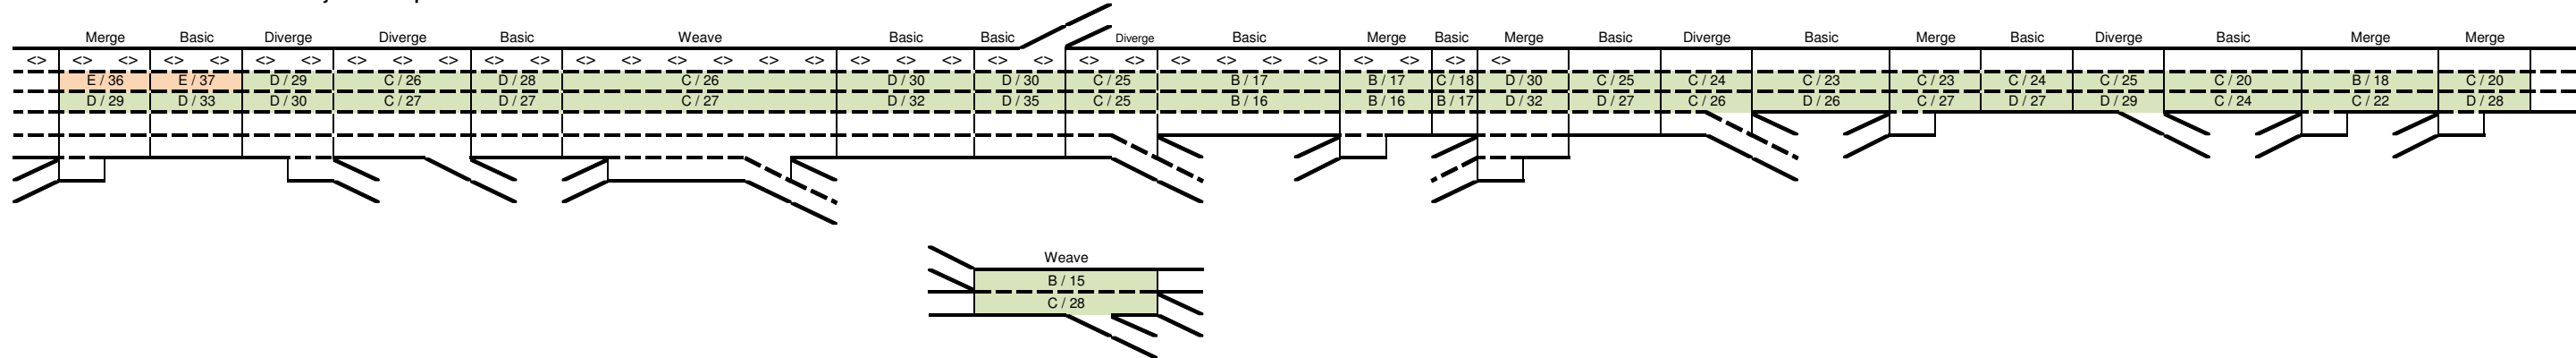 Merge Basic Diverge Diverge Basic Weave Basic Basic Diverge Basic Merge Basic Merge Basic Diverge Basic Merge Basic Diverge Basic Merge Merge
<> <> <> <> <> <> <> <> <> <> <> <> <> <> <> <> <> <> <> <> <> <> <> <> <> <> <> <> <> <> <> <> <>
E / 36 E / 37 D / 29 C / 26 D / 28 C / 26 D / 30 D / 30 C / 25 B / 17 B / 17 C / 18 D / 30 C / 25 C / 24 C / 23 C / 23 C / 24 C / 25 C / 20 B / 18 C / 20
D / 29 D / 33 D / 30 C / 27 D / 27 C / 27 D / 32 D / 35 C / 25 B / 16 B / 16 B / 17 D / 32 D / 27 C / 26 D / 26 C / 27 D / 27 D / 29 C / 24 C / 22 D / 28
Weave
B / 15
C / 28